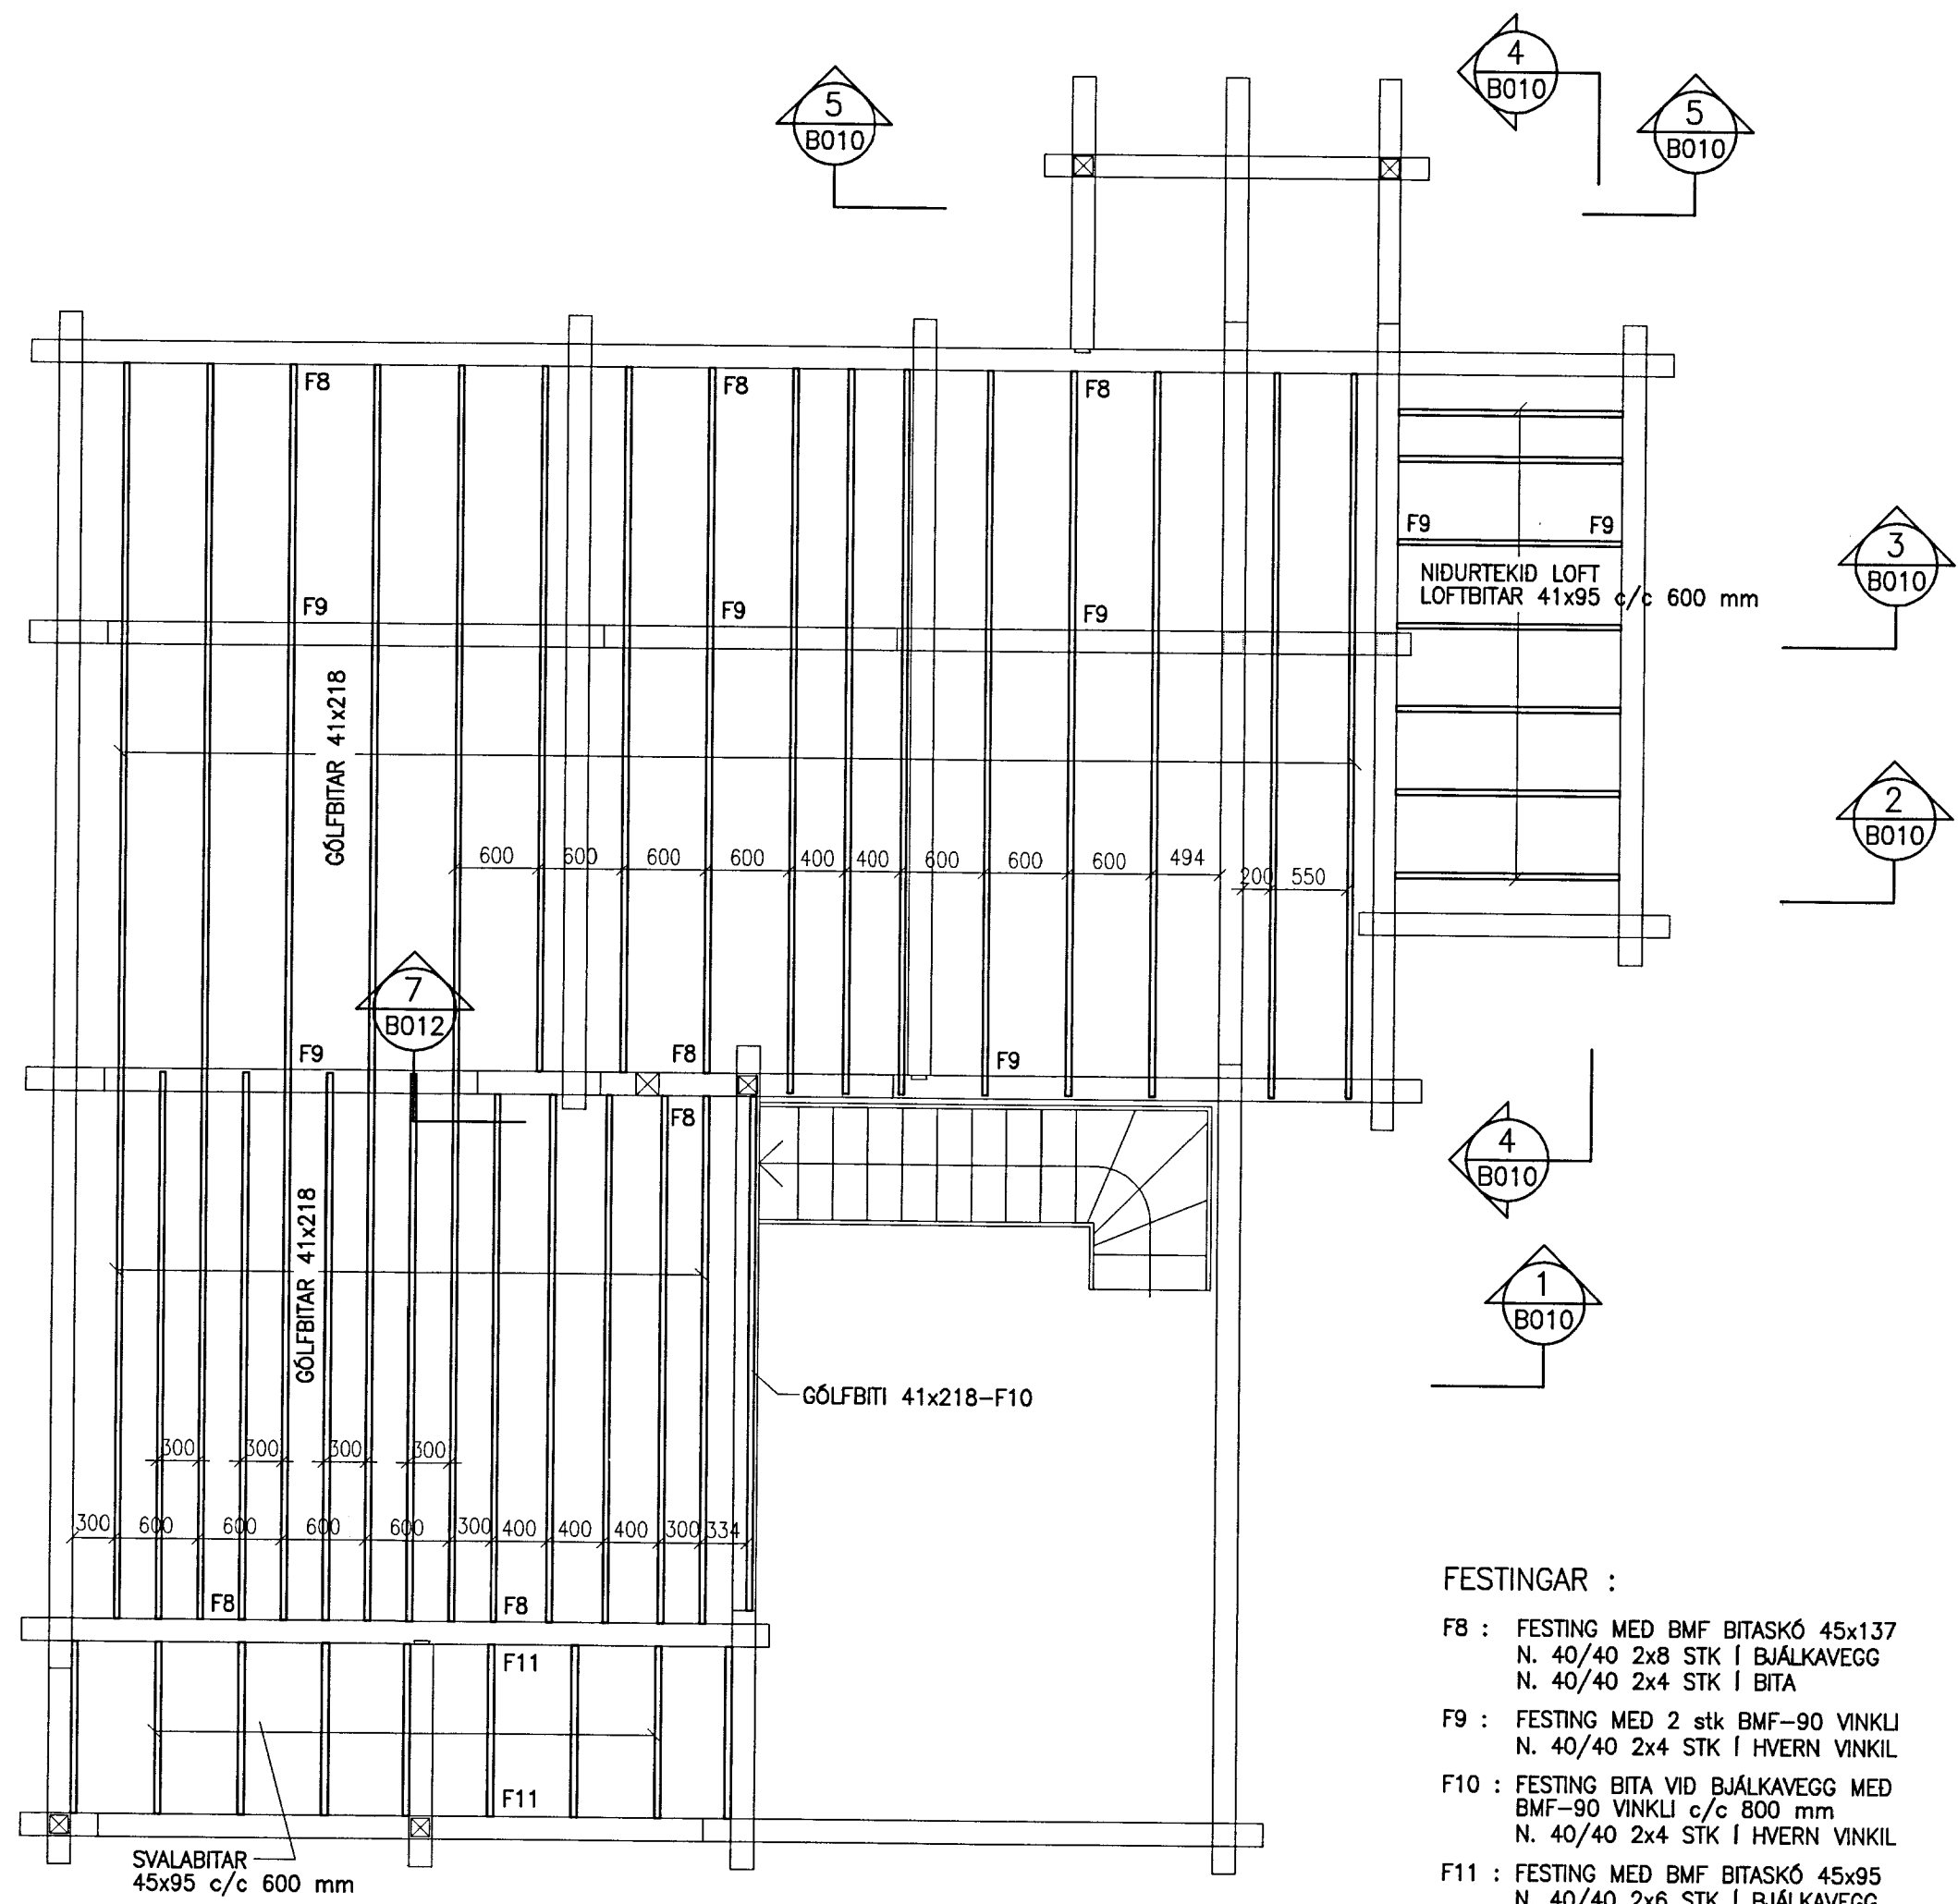 4
B010
5
B010
5
B010
F8
F8
F8
F9
F9
NIÐURTEKIÐ LOFT
LOFTBITAR 41x95 c/c 600 mm
3
B010
F9
F9
F9
GÓLFBITAR 41x218
2
B010
600
600
600
600
400
400
600
600
600
494
200
550
7
B012
F9
F8
F9
F8
4
B010
GÓLFBITAR 41x218
1
B010
GÓLFBITI 41x218-F10
300
300
300
300
300
600
600
600
600
300
400
400
400
300
334
F8
F8
F11
F11
SVALABITAR
45x95 c/c 600 mm
FESTINGAR :
F8 : FESTING MEÐ BMF BITASKÓ 45x137
N. 40/40 2x8 STK Í BJÁLKAVEGG
N. 40/40 2x4 STK Í BITA
F9 : FESTING MEÐ 2 stk BMF-90 VINKLI
N. 40/40 2x4 STK Í HVERN VINKIL
F10 : FESTING BITA VIÐ BJÁLKAVEGG MEÐ
BMF-90 VINKLI c/c 800 mm
N. 40/40 2x4 STK Í HVERN VINKIL
F11 : FESTING MEÐ BMF BITASKÓ 45x95
N. 40/40 2x6 STK Í BJÁLKAVEGG